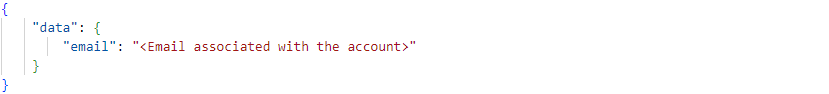 {
    "data": {
        "email": "<Email associated with the account>"
    }
}